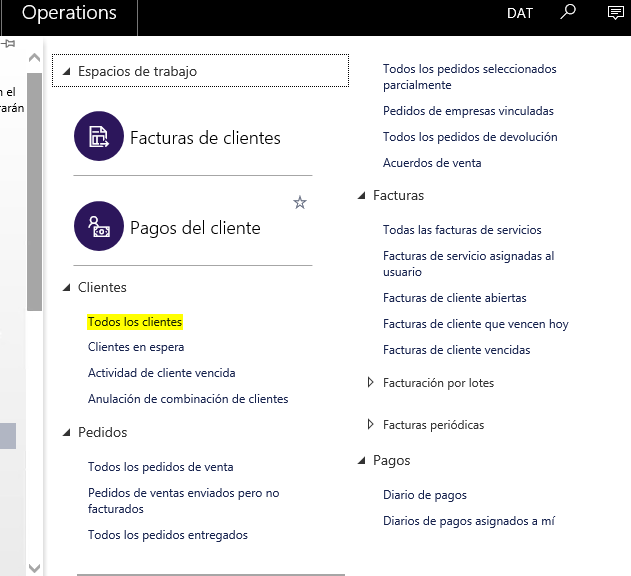 Operations
DAT
n el
rarán
Espacios de trabajo
Facturas de clientes
Pagos del cliente
Clientes
Todos los clientes
Clientes en espera
Actividad de cliente vencida
Anulación de combinación de clientes
Pedidos
Todos los pedidos de venta
Pedidos de ventas enviados pero no
facturados
Todos los pedidos entregados
Todos los pedidos seleccionados
parcialmente
Pedidos de empresas vinculadas
Todos los pedidos de devolución
Acuerdos de venta
Facturas
Todas las facturas de servicios
Facturas de servicio asignadas al
usuario
Facturas de cliente abiertas
Facturas de cliente que vencen hoy
Facturas de cliente vencidas
Facturación por lotes
Facturas periódicas
Pagos
Diario de pagos
Diarios de pagos asignados a mí